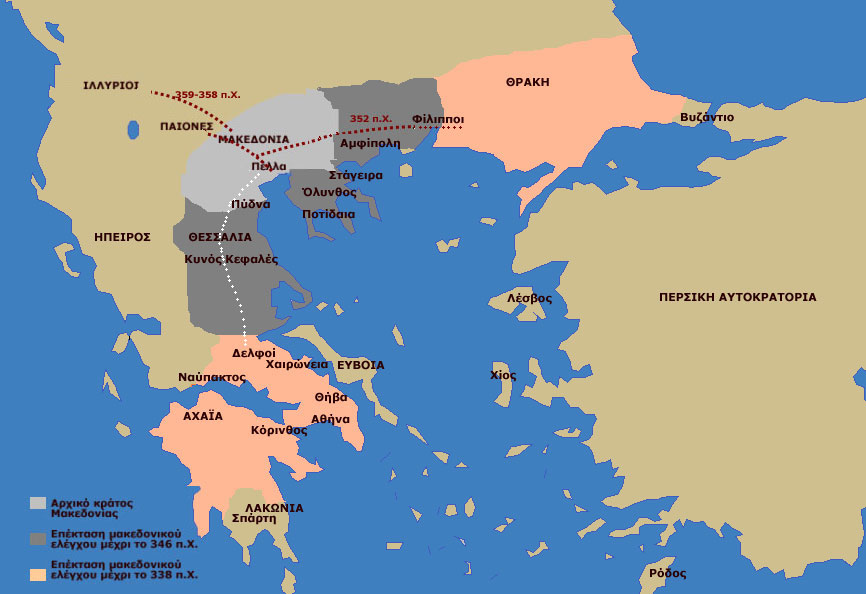 ΘΡΑΚΗ
ΙΛΛΥΡΙΟΙ
359-358 π.Χ.
352 π.Χ.
Φίλιπποι
Βυζάντιο
ΠΑΙΟΝΕΣ
ΜΑΚΕΔΟΝΙΑ
Αμφίπολη
Πέλλα
Στάγειρα
Όλυνθος
Πύδνα
Ποτίδαια
ΗΠΕΙΡΟΣ
ΘΕΣΣΑΛΙΑ
Κυνός Κεφαλές
Λέσβος
ΠΕΡΣΙΚΗ ΑΥΤΟΚΡΑΤΟΡΙΑ
Δελφοί
Χαιρώνεια
ΕΥΒΟΙΑ
Ναύπακτος
Χίος
Θήβα
ΑΧΑΪΑ
Αθήνα
Κόρινθος
ΛΑΚΩΝΙΑ
Σπάρτη
Ρόδος
Αρχικό κράτος
Μακεδονίας
Επέκταση μακεδονικού
ελέγχου μέχρι το 346 π.Χ.
Επέκταση μακεδονικού
ελέγχου μέχρι το 338 π.Χ.